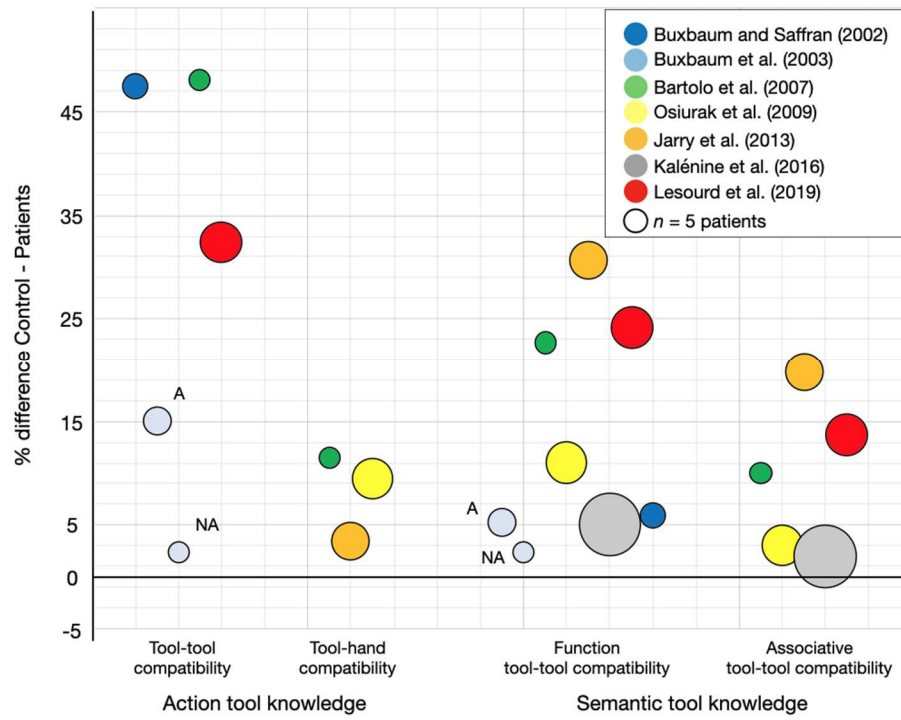 Buxbaum and Saffran (2002)
Buxbaum et al. (2003)
Bartolo et al. (2007)
Osiurak et al. (2009)
Jarry et al. (2013)
Kalénine et al. (2016)
Lesourd et al. (2019)
n = 5 patients
% difference Control - Patients
45
35
25
15
5
0
-5
A
NA
A
NA
Tool-tool
compatibility
Tool-hand
compatibility
Function
tool-tool compatibility
Associative
tool-tool compatibility
Action tool knowledge
Semantic tool knowledge